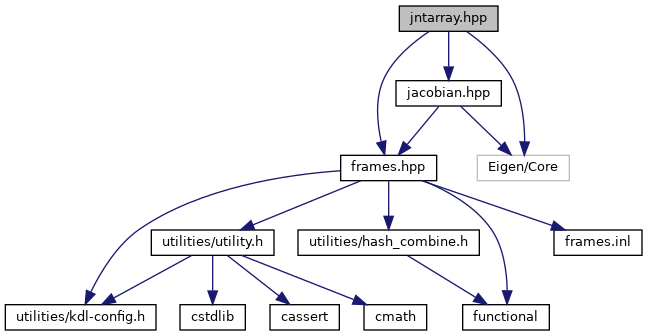 jntarray.hpp
jacobian.hpp
frames.hpp
Eigen/Core
utilities/utility.h
utilities/hash_combine.h
frames.inl
utilities/kdl-config.h
cstdlib
cassert
cmath
functional